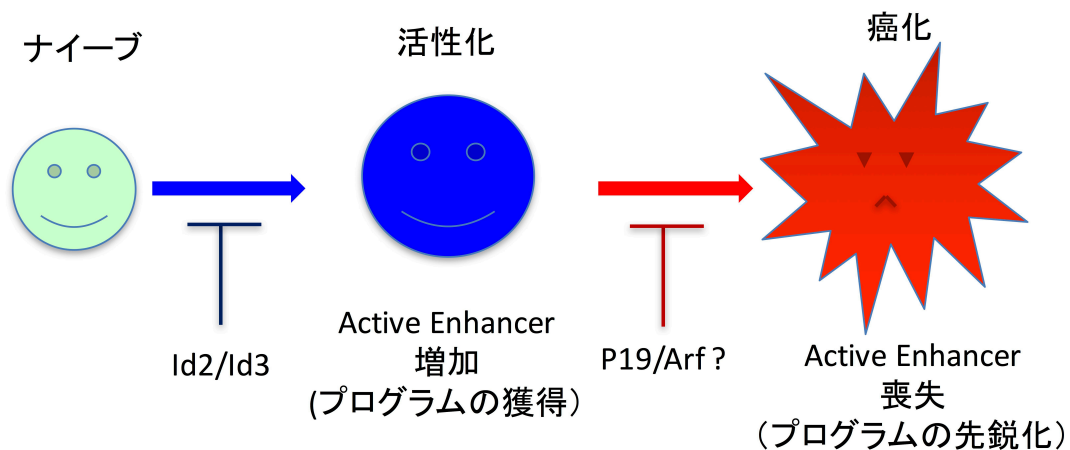 ナイーブ
活性化
癌化
Id2/Id3
Active Enhancer
増加
(プログラムの獲得）
P19/Arf ?
Active Enhancer
喪失
（プログラムの先鋭化）